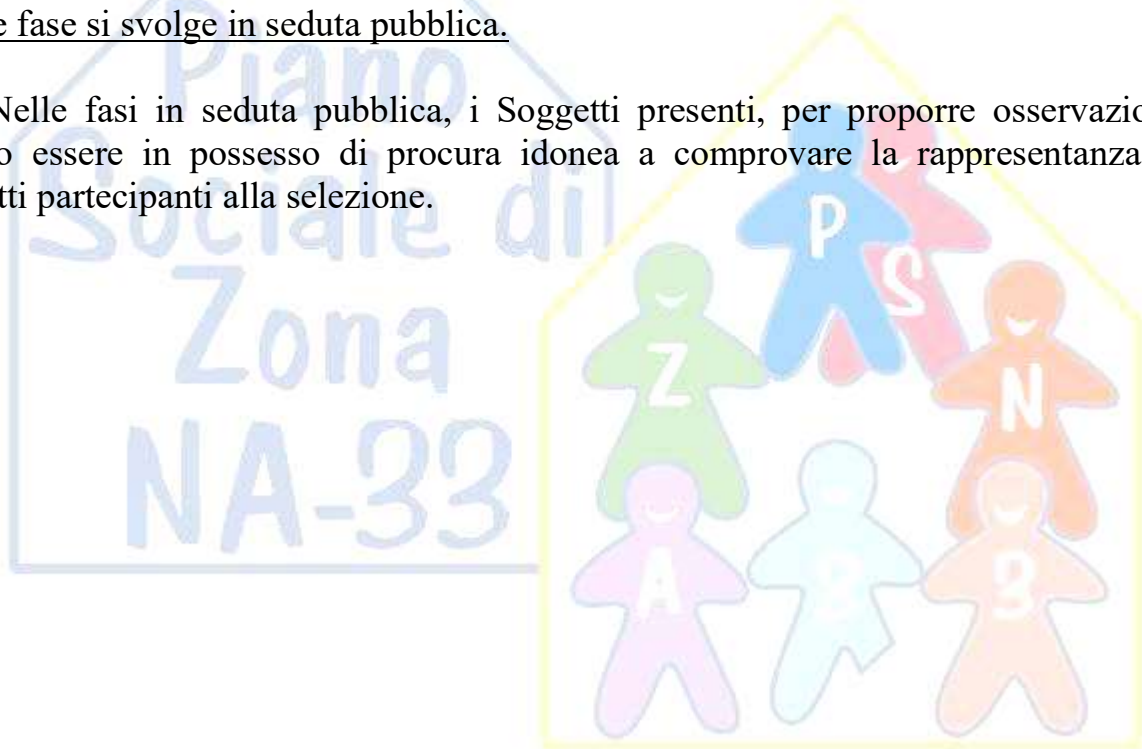 e fase si svolge in seduta pubblica.
Nelle fasi in seduta pubblica, i Soggetti presenti, per proporre osservazio
o essere in possesso di procura idonea a comprovare la rappresentanza
tti partecipanti alla selezione.
Piano
Sociale di
Zona
NA-33
P
S
Z
N
A
3
3